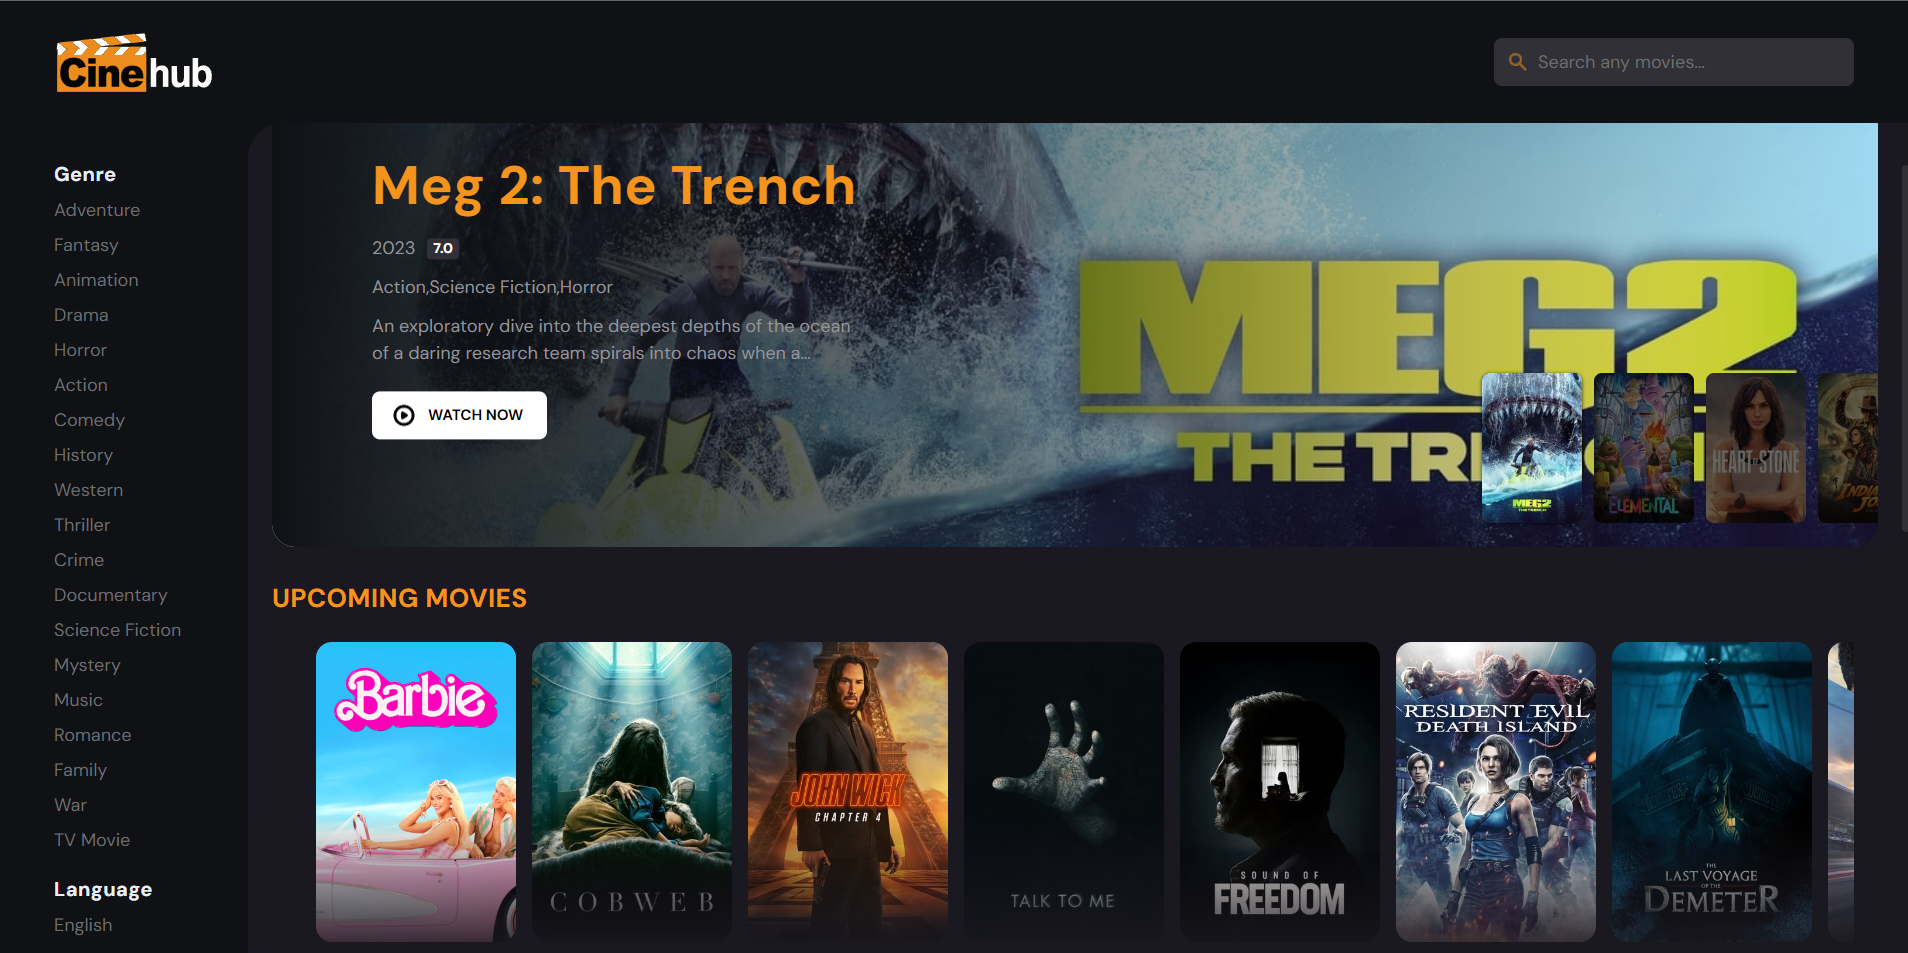 Cinehub
Search any movies...
Genre
Adventure
Fantasy
Animation
Drama
Horror
Action
Comedy
History
Western
Thriller
Crime
Documentary
Science Fiction
Mystery
Music
Romance
Family
War
TV Movie
Language
English
Meg 2: The Trench
2023 7.0
Action,Science Fiction,Horror
An exploratory dive into the deepest depths of the ocean
of a daring research team spirals into chaos when a...
WATCH NOW
MEG2
THE TR
MEG2
THE TRENCH
ELEMENTAL
HEART OF STONE
UPCOMING MOVIES
Barbie
COBWEB
JOHN WICK
CHAPTER 4
TALK TO ME
SOUND OF
FREEDOM
RESIDENT EVIL
DEATH ISLAND
THE
LAST VOYAGE
OF THE
DEMETER